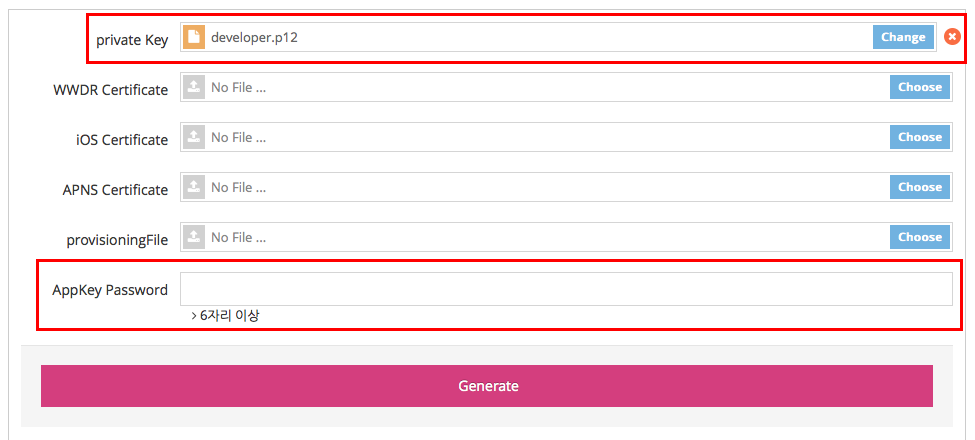 private Key developer.p12 Change
WWDR Certificate No File ... Choose
iOS Certificate No File ... Choose
APNS Certificate No File ... Choose
provisioningFile No File ... Choose
AppKey Password
> 6자리 이상
Generate